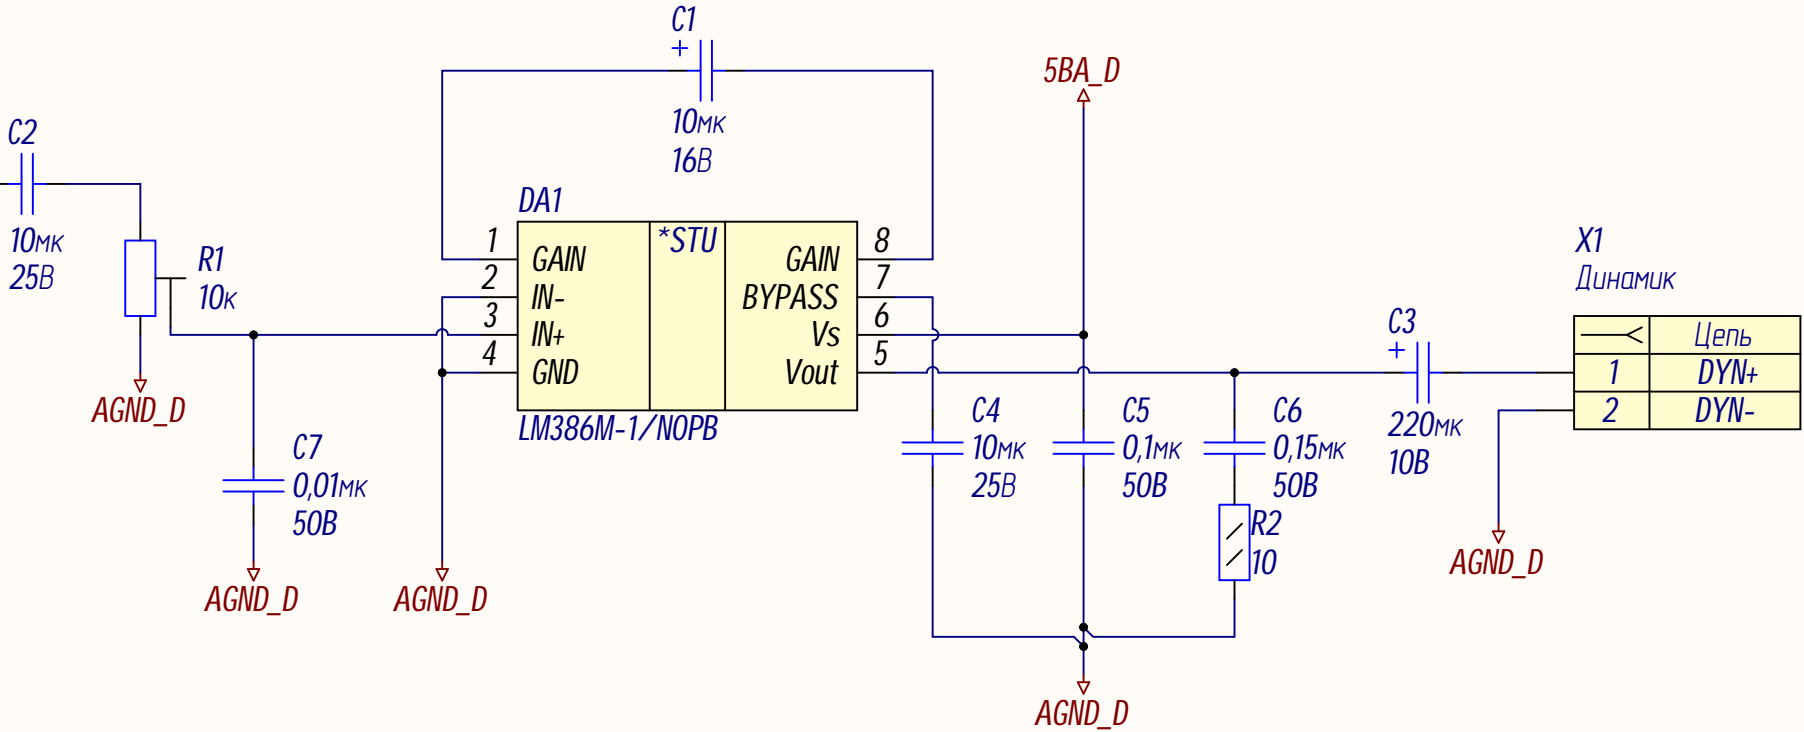 C1
+
10мк
16В
C2
10мк
25В
R1
10к
AGND_D
C7
0,01мк
50В
AGND_D
AGND_D
DA1
1 GAIN *STU GAIN 8
2 IN- BYPASS 7
3 IN+ Vs 6
4 GND Vout 5
LM386M-1/NOPB
5BA_D
C4
10мк
25В
C5
0,1мк
50В
C6
0,15мк
50В
R2
10
AGND_D
C3
+
220мк
10В
X1
Динамик
Цепь
1 DYN+
2 DYN-
AGND_D